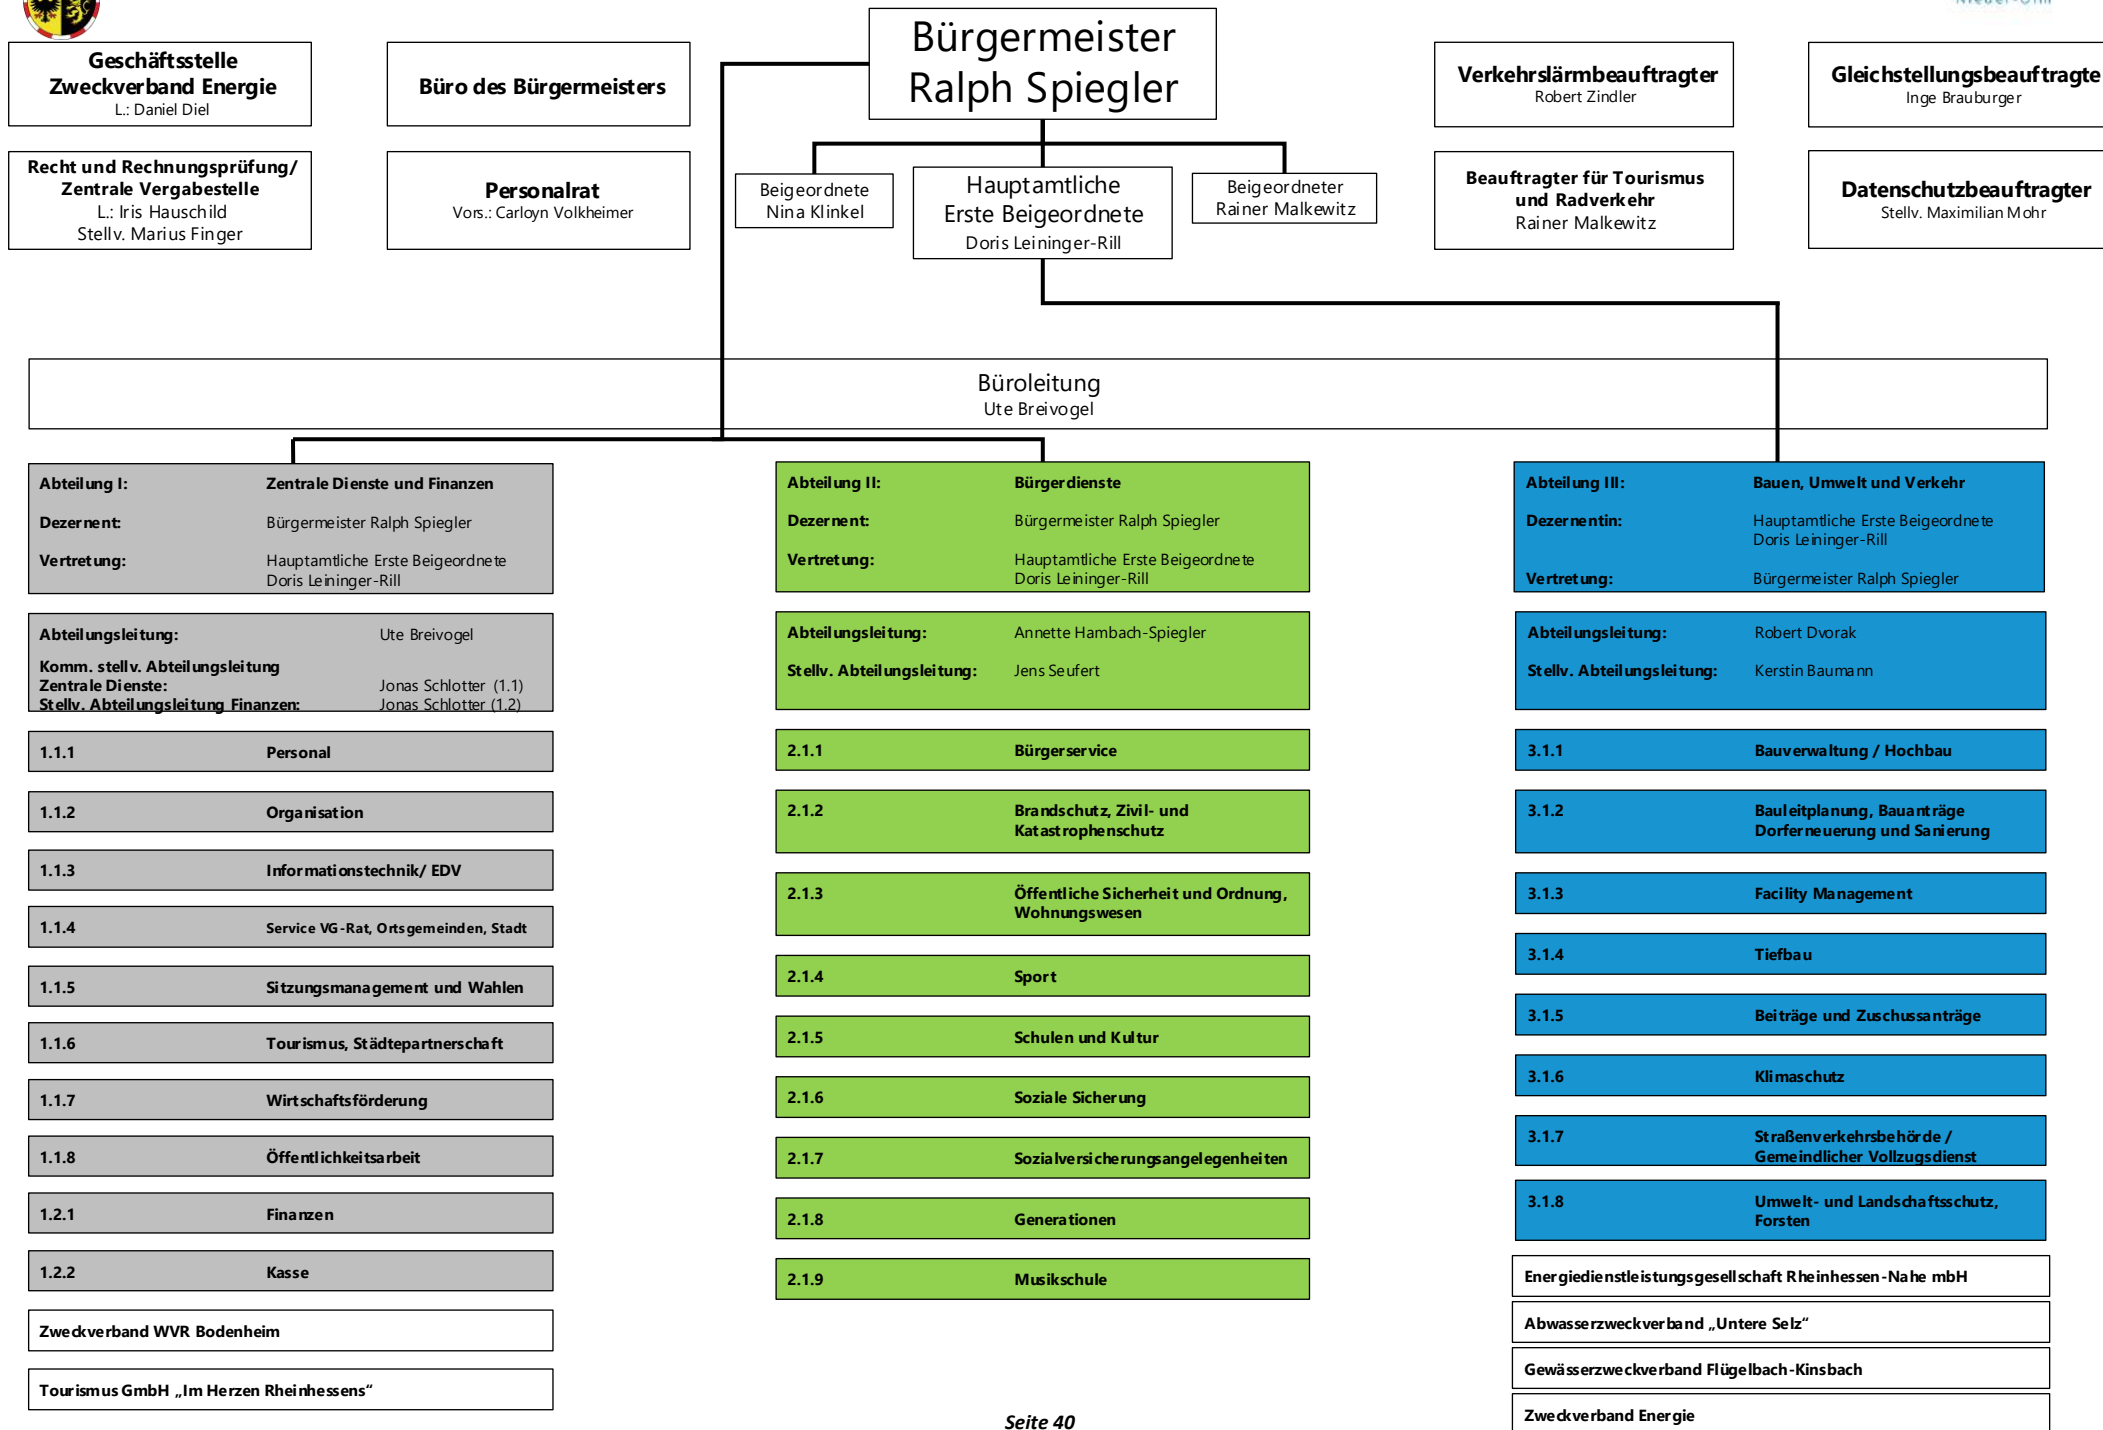 Geschäftsstelle
Zweckverband Energie
L.: Daniel Diel
Büro des Bürgermeisters
Bürgermeister
Ralph Spiegler
Verkehrslärmbeauftragter
Robert Zindler
Gleichstellungsbeauftragte
Inge Brauburger
Recht und Rechnungsprüfung/
Zentrale Vergabestelle
L.: Iris Hauschild
Stellv. Marius Finger
Personalrat
Vors.: Carloyn Volkheimer
Beigeordnete
Nina Klinkel
Hauptamtliche
Erste Beigeordnete
Doris Leininger-Rill
Beigeordneter
Rainer Malkewitz
Beauftragter für Tourismus
und Radverkehr
Rainer Malkewitz
Datenschutzbeauftragter
Stellv. Maximilian Mohr
Büroleitung
Ute Breivogel
Abteilung I: Zentrale Dienste und Finanzen
Dezernent: Bürgermeister Ralph Spiegler
Vertretung: Hauptamtliche Erste Beigeordnete
Doris Leininger-Rill
Abteilungsleitung: Ute Breivogel
Komm. stellv. Abteilungsleitung
Zentrale Dienste: Jonas Schlotter (1.1)
Stellv. Abteilungsleitung Finanzen: Jonas Schlotter (1.2)
1.1.1 Personal
1.1.2 Organisation
1.1.3 Informationstechnik/ EDV
1.1.4 Service VG-Rat, Ortsgemeinden, Stadt
1.1.5 Sitzungsmanagement und Wahlen
1.1.6 Tourismus, Städtepartnerschaft
1.1.7 Wirtschaftsförderung
1.1.8 Öffentlichkeitsarbeit
1.2.1 Finanzen
1.2.2 Kasse
Zweckverband WVR Bodenheim
Tourismus GmbH „Im Herzen Rheinhessens“
Abteilung II: Bürgerdienste
Dezernent: Bürgermeister Ralph Spiegler
Vertretung: Hauptamtliche Erste Beigeordnete
Doris Leininger-Rill
Abteilungsleitung: Annette Hambach-Spiegler
Stellv. Abteilungsleitung: Jens Seufert
2.1.1 Bürgerservice
2.1.2 Brandschutz, Zivil- und
Katastrophenschutz
2.1.3 Öffentliche Sicherheit und Ordnung,
Wohnungswesen
2.1.4 Sport
2.1.5 Schulen und Kultur
2.1.6 Soziale Sicherung
2.1.7 Sozialversicherungsangelegenheiten
2.1.8 Generationen
2.1.9 Musikschule
Abteilung III: Bauen, Umwelt und Verkehr
Dezernentin: Hauptamtliche Erste Beigeordnete
Doris Leininger-Rill
Vertretung: Bürgermeister Ralph Spiegler
Abteilungsleitung: Robert Dvorak
Stellv. Abteilungsleitung: Kerstin Baumann
3.1.1 Bauverwaltung / Hochbau
3.1.2 Bauleitplanung, Bauanträge
Dorferneuerung und Sanierung
3.1.3 Facility Management
3.1.4 Tiefbau
3.1.5 Beiträge und Zuschussanträge
3.1.6 Klimaschutz
3.1.7 Straßenverkehrsbehörde /
Gemeindlicher Vollzugsdienst
3.1.8 Umwelt- und Landschaftsschutz,
Forsten
Energiedienstleistungsgesellschaft Rheinhessen-Nahe mbH
Abwasserzweckverband „Untere Selz“
Gewässerzweckverband Flügelbach-Kinsbach
Zweckverband Energie
Seite 40